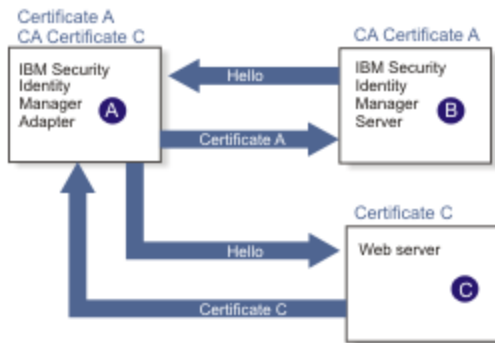 Certificate A
CA Certificate C
CA Certificate A
IBM Security
Identity
Manager
Adapter
A
Hello
IBM Security
Identity
Manager
Server
B
Certificate A
Certificate C
Hello
Web server
C
Certificate C